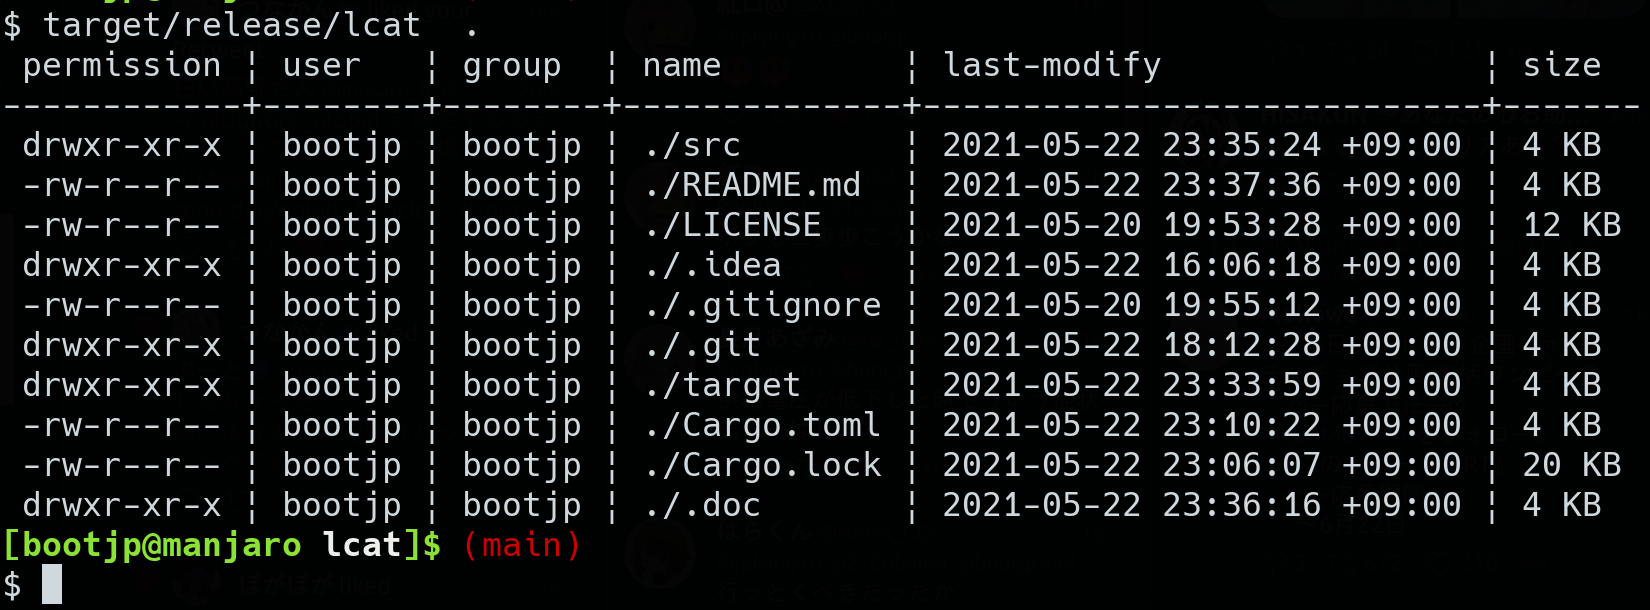 $ target/release/lcat  .
 permission ¦ user   ¦ group  ¦ name         ¦ last-modify                ¦ size
------------+--------+--------+--------------+----------------------------+-------
 drwxr-xr-x ¦ bootjp ¦ bootjp ¦ ./src        ¦ 2021-05-22 23:35:24 +09:00 ¦ 4 KB
 -rw-r--r-- ¦ bootjp ¦ bootjp ¦ ./README.md  ¦ 2021-05-22 23:37:36 +09:00 ¦ 4 KB
 -rw-r--r-- ¦ bootjp ¦ bootjp ¦ ./LICENSE    ¦ 2021-05-20 19:53:28 +09:00 ¦ 12 KB
 drwxr-xr-x ¦ bootjp ¦ bootjp ¦ ./.idea      ¦ 2021-05-22 16:06:18 +09:00 ¦ 4 KB
 -rw-r--r-- ¦ bootjp ¦ bootjp ¦ ./.gitignore ¦ 2021-05-20 19:55:12 +09:00 ¦ 4 KB
 drwxr-xr-x ¦ bootjp ¦ bootjp ¦ ./.git       ¦ 2021-05-22 18:12:28 +09:00 ¦ 4 KB
 drwxr-xr-x ¦ bootjp ¦ bootjp ¦ ./target     ¦ 2021-05-22 23:33:59 +09:00 ¦ 4 KB
 -rw-r--r-- ¦ bootjp ¦ bootjp ¦ ./Cargo.toml ¦ 2021-05-22 23:10:22 +09:00 ¦ 4 KB
 -rw-r--r-- ¦ bootjp ¦ bootjp ¦ ./Cargo.lock ¦ 2021-05-22 23:06:07 +09:00 ¦ 20 KB
 drwxr-xr-x ¦ bootjp ¦ bootjp ¦ ./.doc       ¦ 2021-05-22 23:36:16 +09:00 ¦ 4 KB
[bootjp@manjaro lcat]$ (main)
$